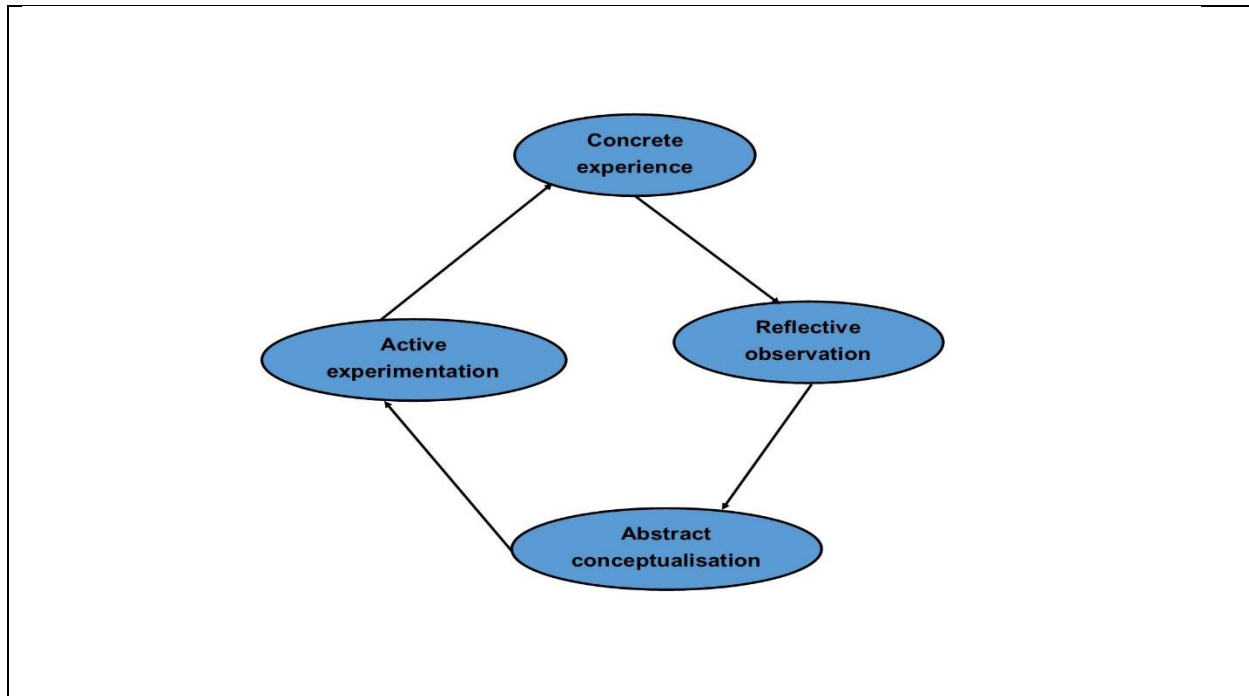 Concrete
experience
Reflective
observation
Active
experimentation
Abstract
conceptualisation